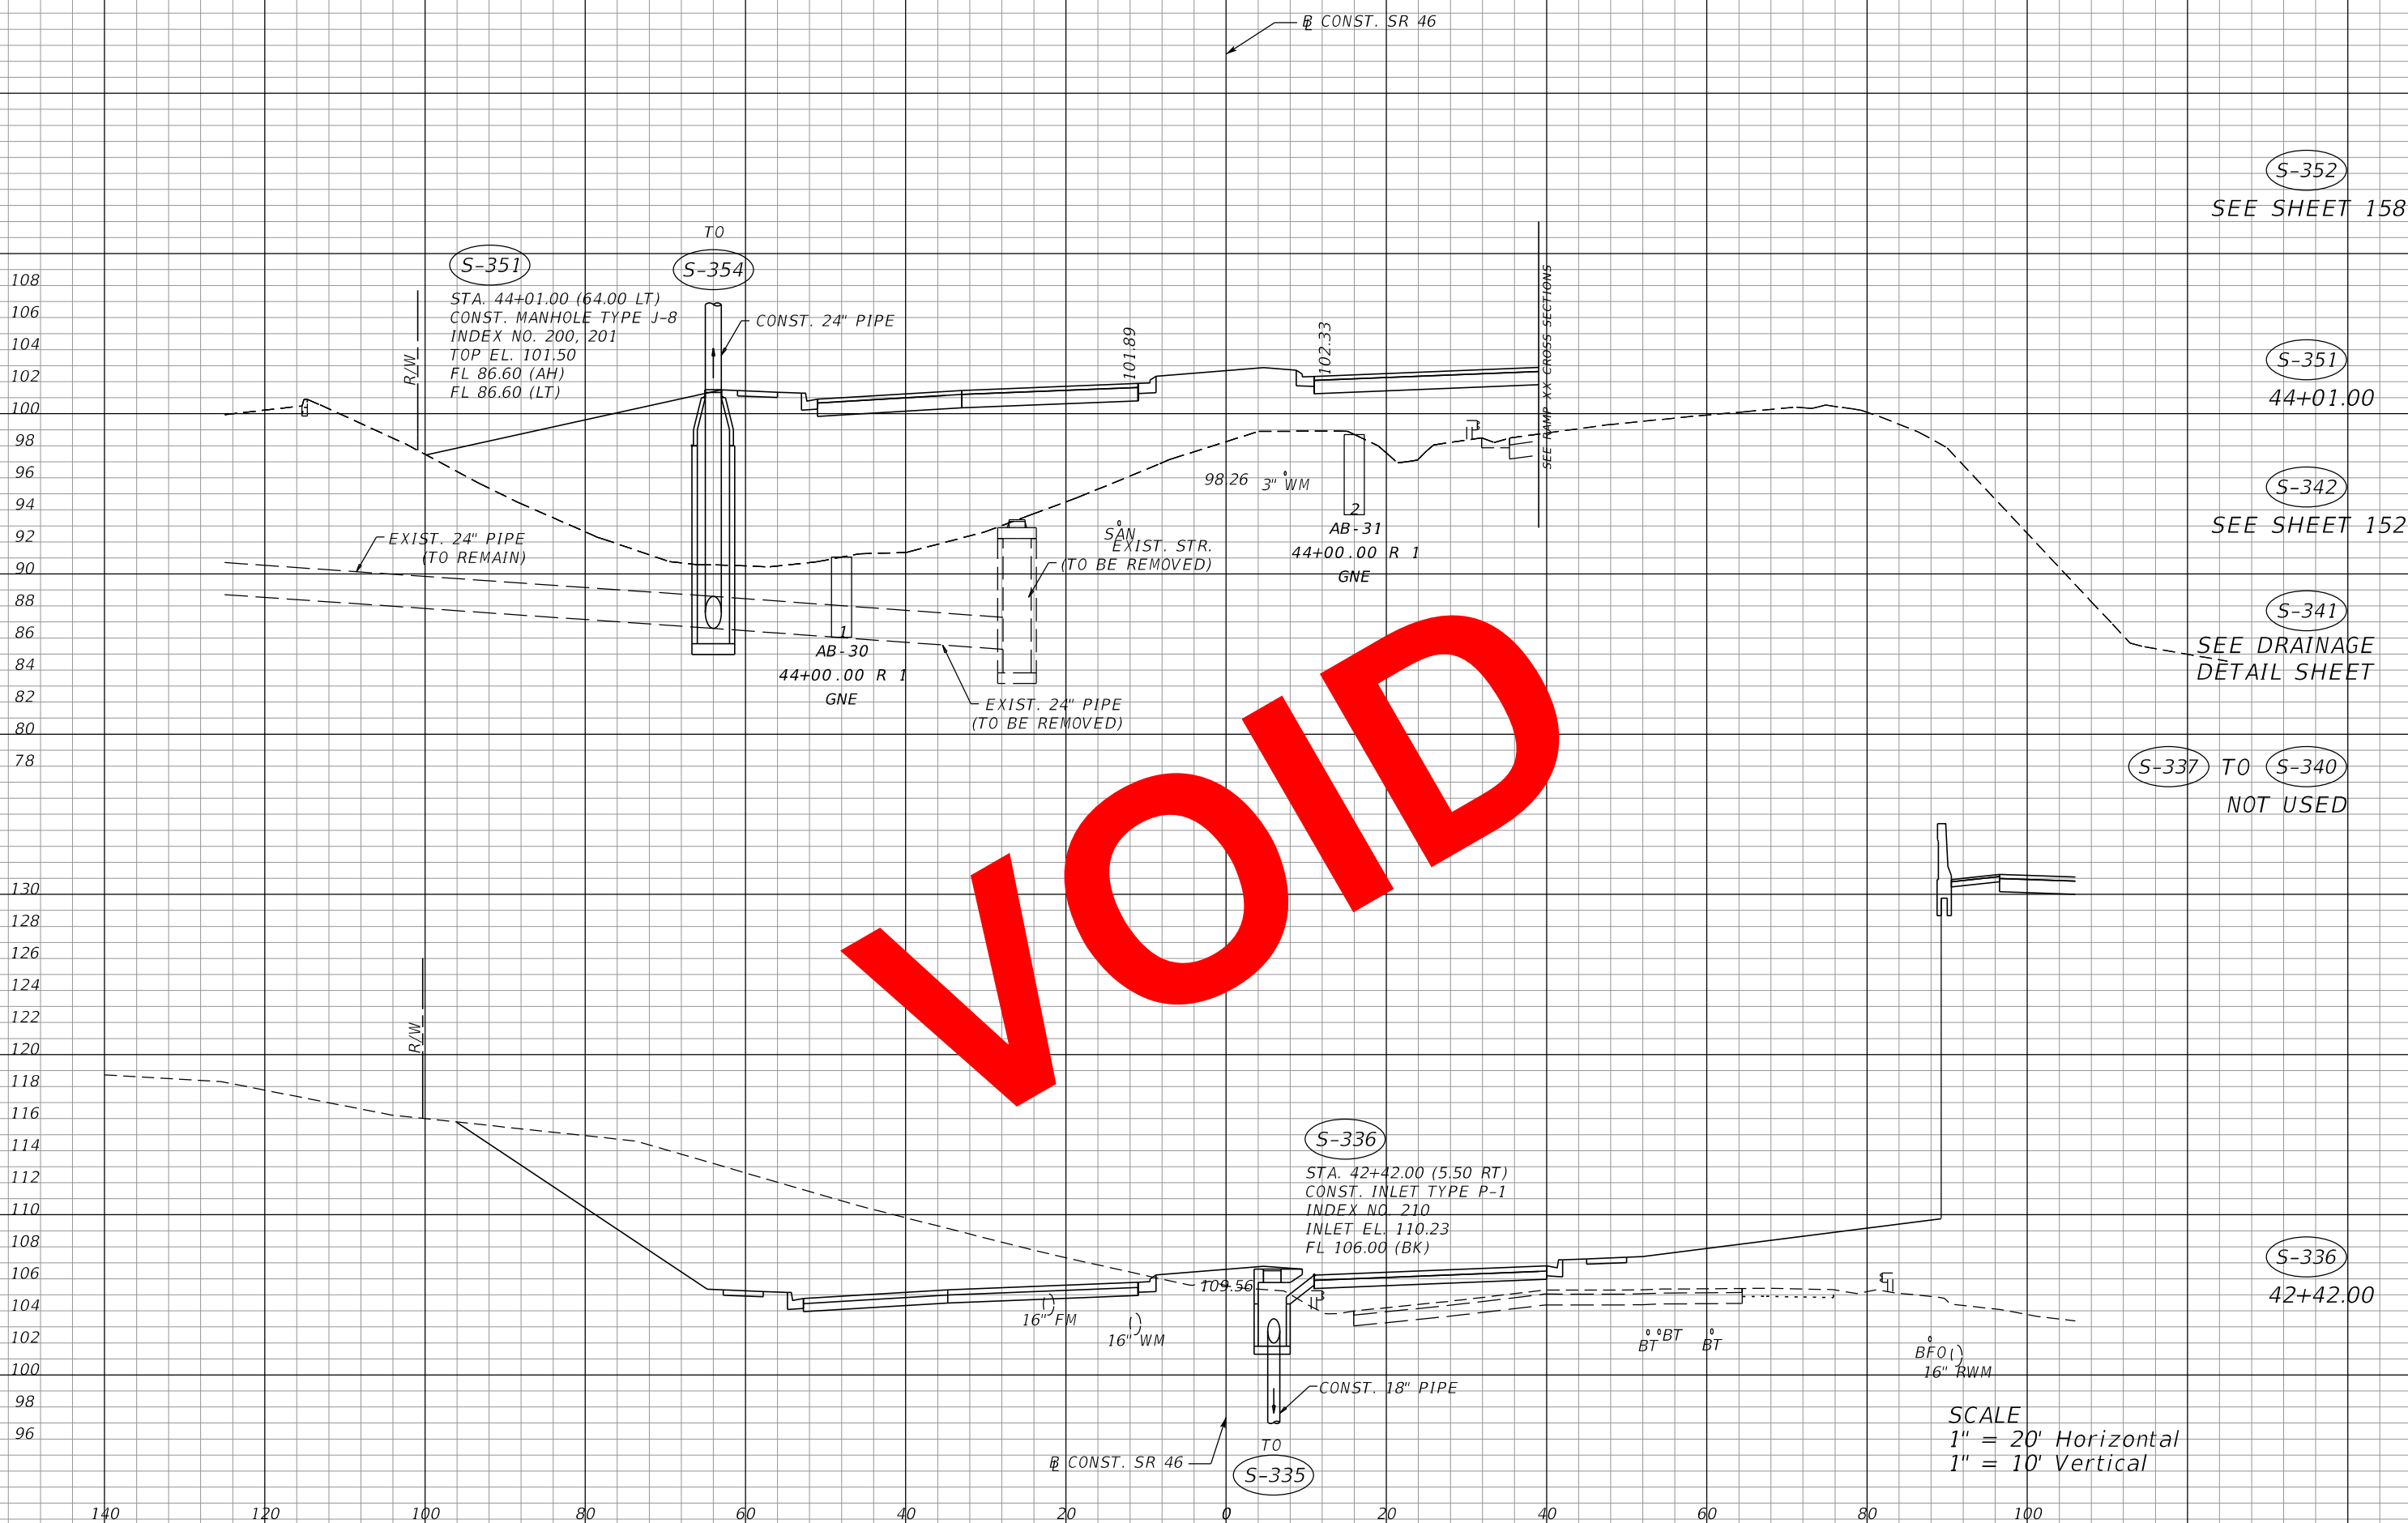 BL CONST. SR 46
S-352
SEE SHEET 158
TO
S-351
S-354
STA. 44+01.00 (64.00 LT)
CONST. MANHOLE TYPE J-8
INDEX NO. 200, 201
TOP EL. 101.50
FL 86.60 (AH)
FL 86.60 (LT)
R/W
CONST. 24" PIPE
101.89
102.33
SEE RAMP XX CROSS SECTIONS
S-351
44+01.00
108
106
104
102
100
98
96
94
92
90
88
86
84
82
80
78
98.26
3" WM
2
AB-31
44+00.00 R 1
GNE
S-342
SEE SHEET 152
EXIST. 24" PIPE
(TO REMAIN)
SAN
EXIST. STR.
(TO BE REMOVED)
1
AB-30
44+00.00 R 1
GNE
EXIST. 24" PIPE
(TO BE REMOVED)
S-341
SEE DRAINAGE
DETAIL SHEET
S-337 TO S-340
NOT USED
VOID
130
128
126
124
122
120
118
116
114
112
110
108
106
104
102
100
98
96
R/W
S-336
STA. 42+42.00 (5.50 RT)
CONST. INLET TYPE P-1
INDEX NO. 210
INLET EL. 110.23
FL 106.00 (BK)
S-336
42+42.00
109.56
16" FM
16" WM
BT
BT
BT
BFO
16" RWM
CONST. 18" PIPE
TO
S-335
BL CONST. SR 46
SCALE
1" = 20' Horizontal
1" = 10' Vertical
140 120 100 80 60 40 20 0 20 40 60 80 100